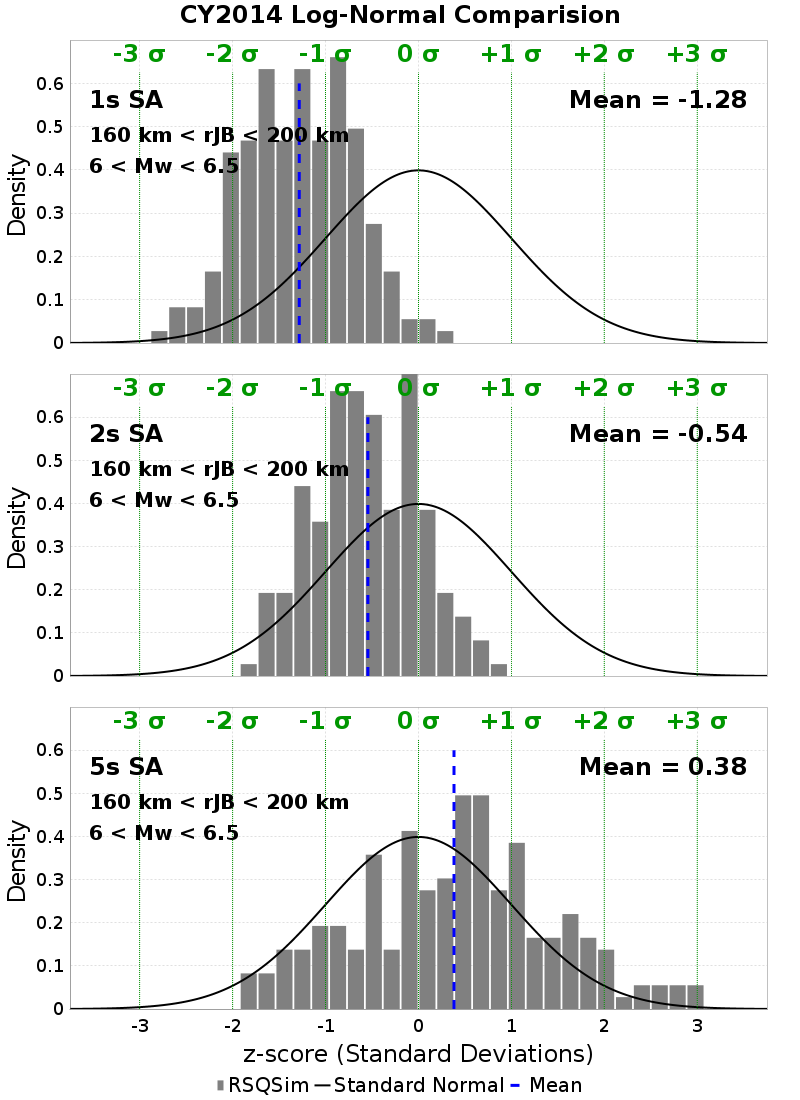 CY2014 Log-Normal Comparision
-3 σ -2 σ -1 σ 0 σ +1 σ +2 σ +3 σ
1s SA Mean = -1.28
160 km < rJB < 200 km
6 < Mw < 6.5
Density
0.6
0.5
0.4
0.3
0.2
0.1
0
-3 σ -2 σ -1 σ 0 σ +1 σ +2 σ +3 σ
2s SA Mean = -0.54
160 km < rJB < 200 km
6 < Mw < 6.5
Density
0.6
0.5
0.4
0.3
0.2
0.1
0
-3 σ -2 σ -1 σ 0 σ +1 σ +2 σ +3 σ
5s SA Mean = 0.38
160 km < rJB < 200 km
6 < Mw < 6.5
Density
0.6
0.5
0.4
0.3
0.2
0.1
0
-3 -2 -1 0 1 2 3
z-score (Standard Deviations)
RSQSim Standard Normal Mean